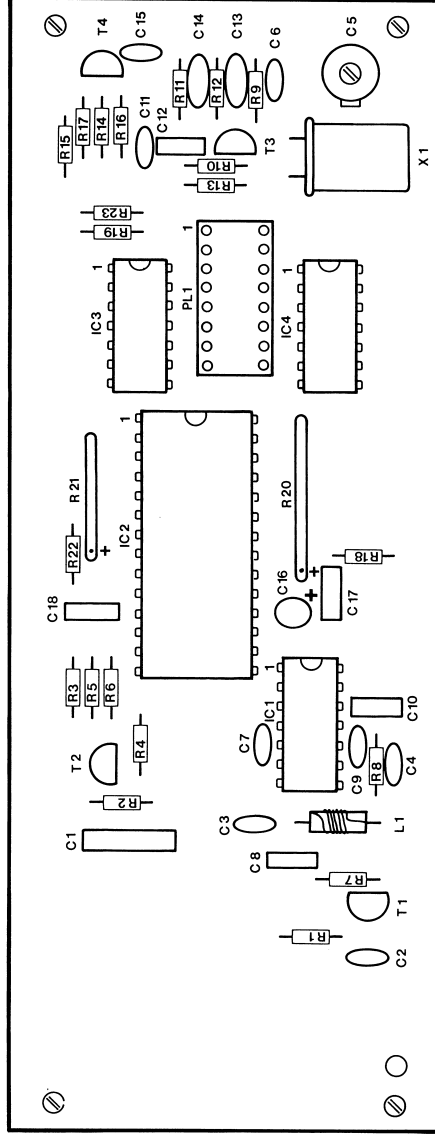 T4
C15
C14
C13
C6
C5
R11
R12
R9
R15
R17
R14
R16
C11
C12
T3
X1
R10
R13
R23
R19
1
PL1
1
IC3
1
IC4
1
IC2
R21
+
R22
R20
+
R18
C18
C16
+
C17
R3
R5
R6
1
IC1
C10
C7
T2
R4
C9
R8
C4
R2
C1
C3
L1
C8
R7
T1
R1
C2